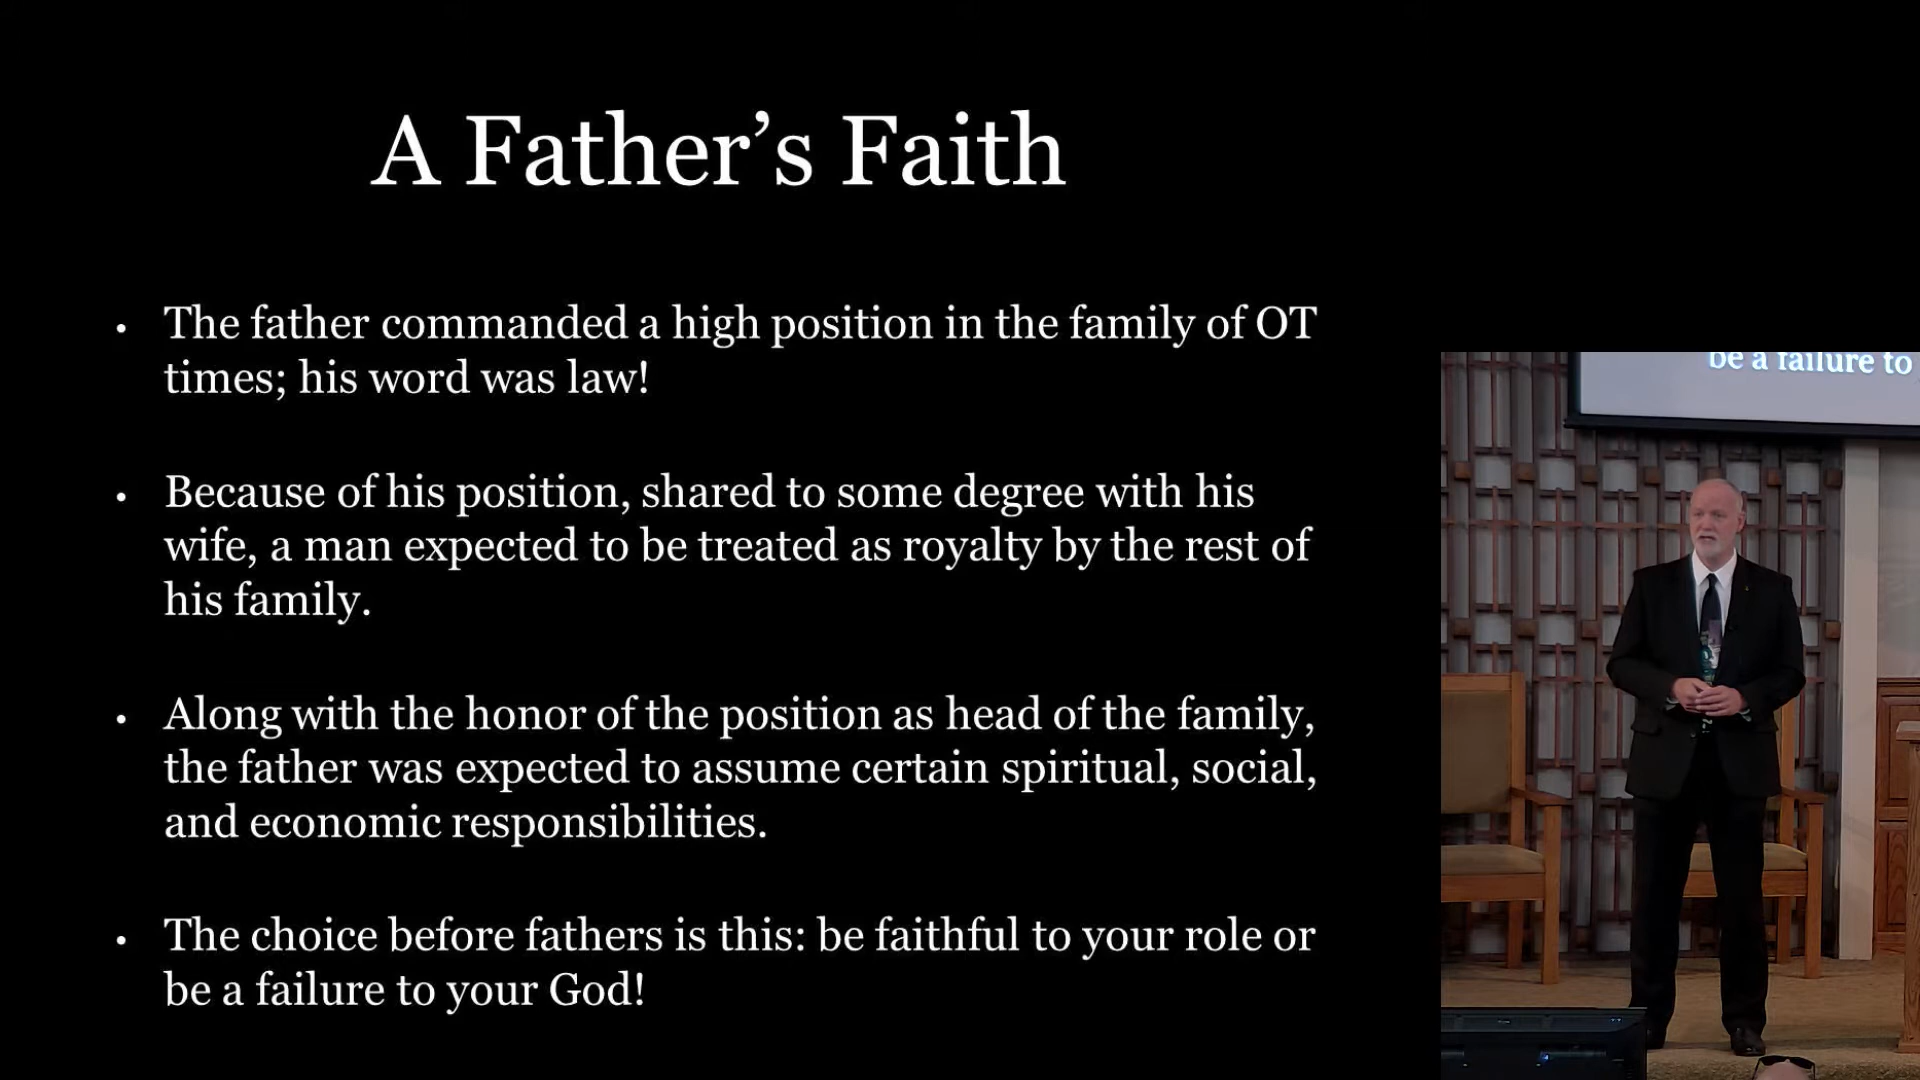 A Father’s Faith
• The father commanded a high position in the family of OT
times; his word was law!
• Because of his position, shared to some degree with his
wife, a man expected to be treated as royalty by the rest of
his family.
• Along with the honor of the position as head of the family,
the father was expected to assume certain spiritual, social,
and economic responsibilities.
• The choice before fathers is this: be faithful to your role or
be a failure to your God!
be a failure to